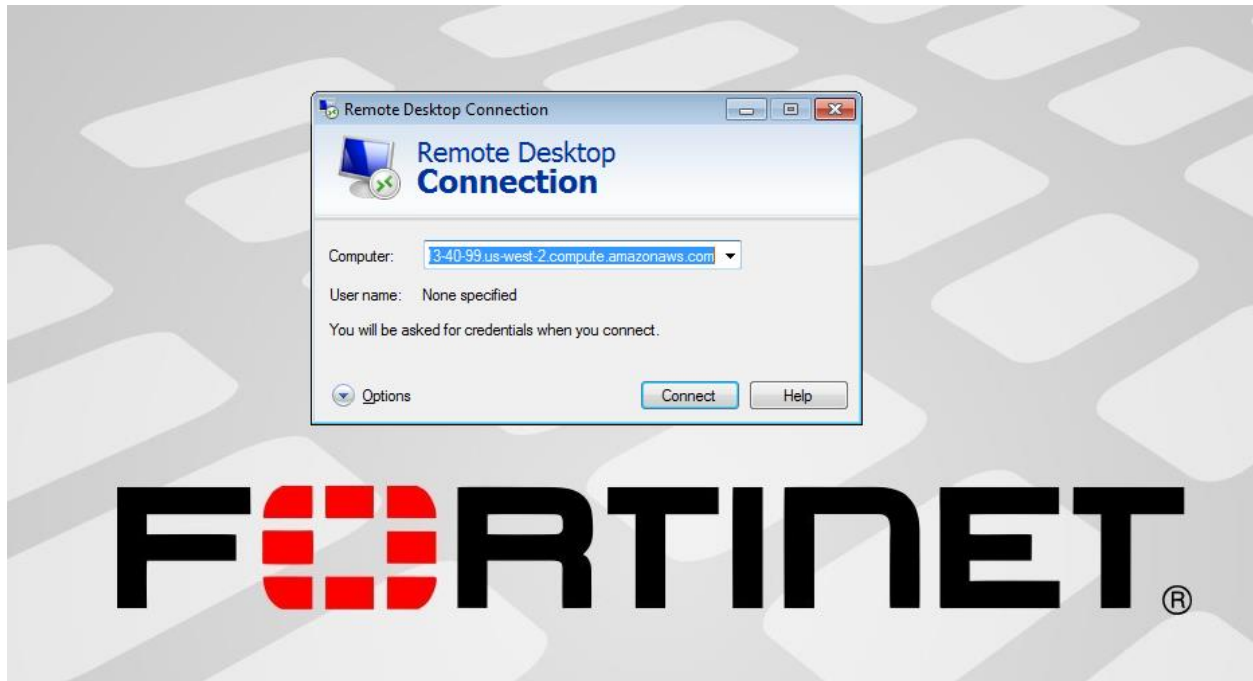 Remote Desktop Connection
Remote Desktop
Connection
Computer: 3-40-99.us-west-2.compute.amazonaws.com
User name: None specified
You will be asked for credentials when you connect.
Options Connect Help
FORTINET®